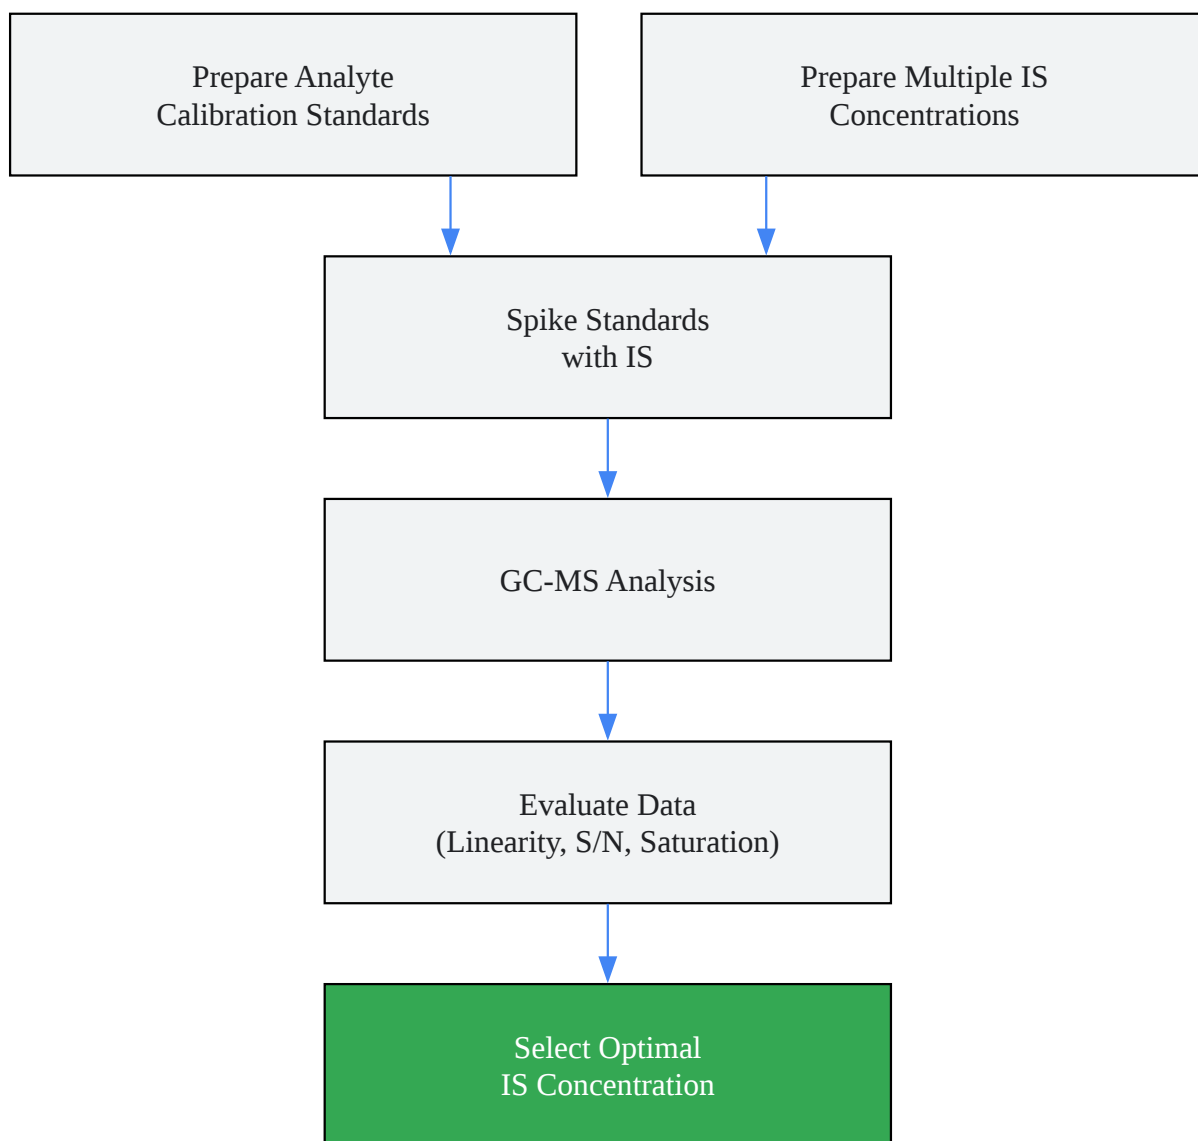 Prepare Analyte
Calibration Standards
Prepare Multiple IS
Concentrations
Spike Standards
with IS
GC-MS Analysis
Evaluate Data
(Linearity, S/N, Saturation)
Select Optimal
IS Concentration